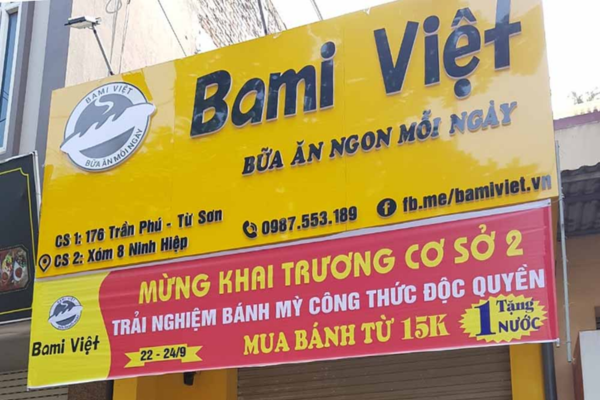 Bami Việt
BAMI VIỆT
BỮA ĂN MỖI NGÀY
BỮA ĂN NGON MỖI NGÀY
CS 1: 176 Trần Phú - Từ Sơn
CS 2: Xóm 8 Ninh Hiệp
0987.553.189
fb.me/bamiviet.vn
MỪNG KHAI TRƯƠNG CƠ SỞ 2
TRẢI NGHIỆM BÁNH MỲ CÔNG THỨC ĐỘC QUYỀN
Bami Việt
22 - 24/9
MUA BÁNH TỪ 15K
1 Tặng
NƯỚC